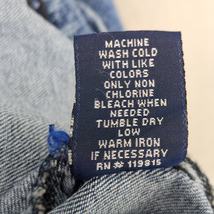 MACHINE
WASH COLD
WITH LIKE
COLORS
ONLY NON
CHLORINE
BLEACH WHEN
NEEDED
TUMBLE DRY
LOW
WARM IRON
IF NECESSARY
RN# 119815